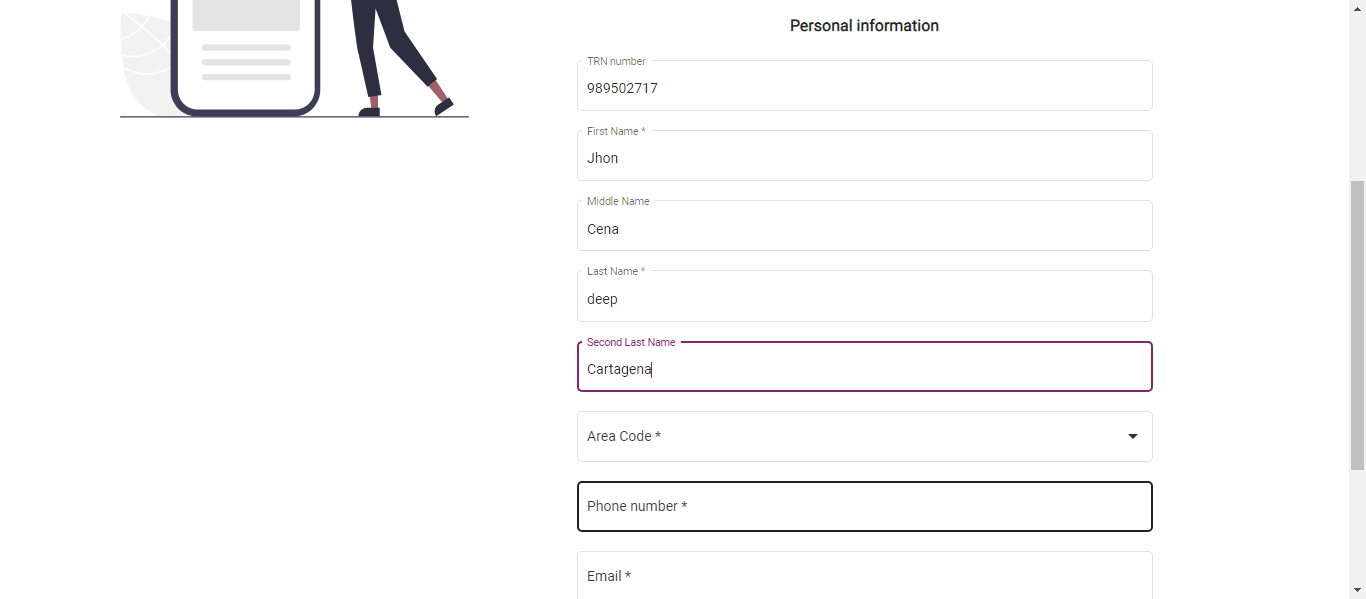 Personal information
TRN number
989502717
First Name *
Jhon
Middle Name
Cena
Last Name *
deep
Second Last Name
Cartagena
Area Code *
Phone number *
Email *